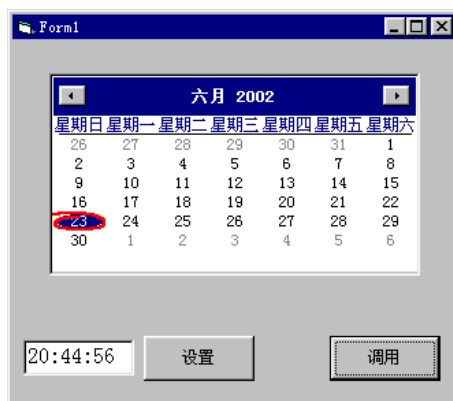 Form1
六月 2002
星期日 星期一 星期二 星期三 星期四 星期五 星期六
26 27 28 29 30 31 1
2 3 4 5 6 7 8
9 10 11 12 13 14 15
16 17 18 19 20 21 22
23 24 25 26 27 28 29
30 1 2 3 4 5 6
20:44:56 设置 调用